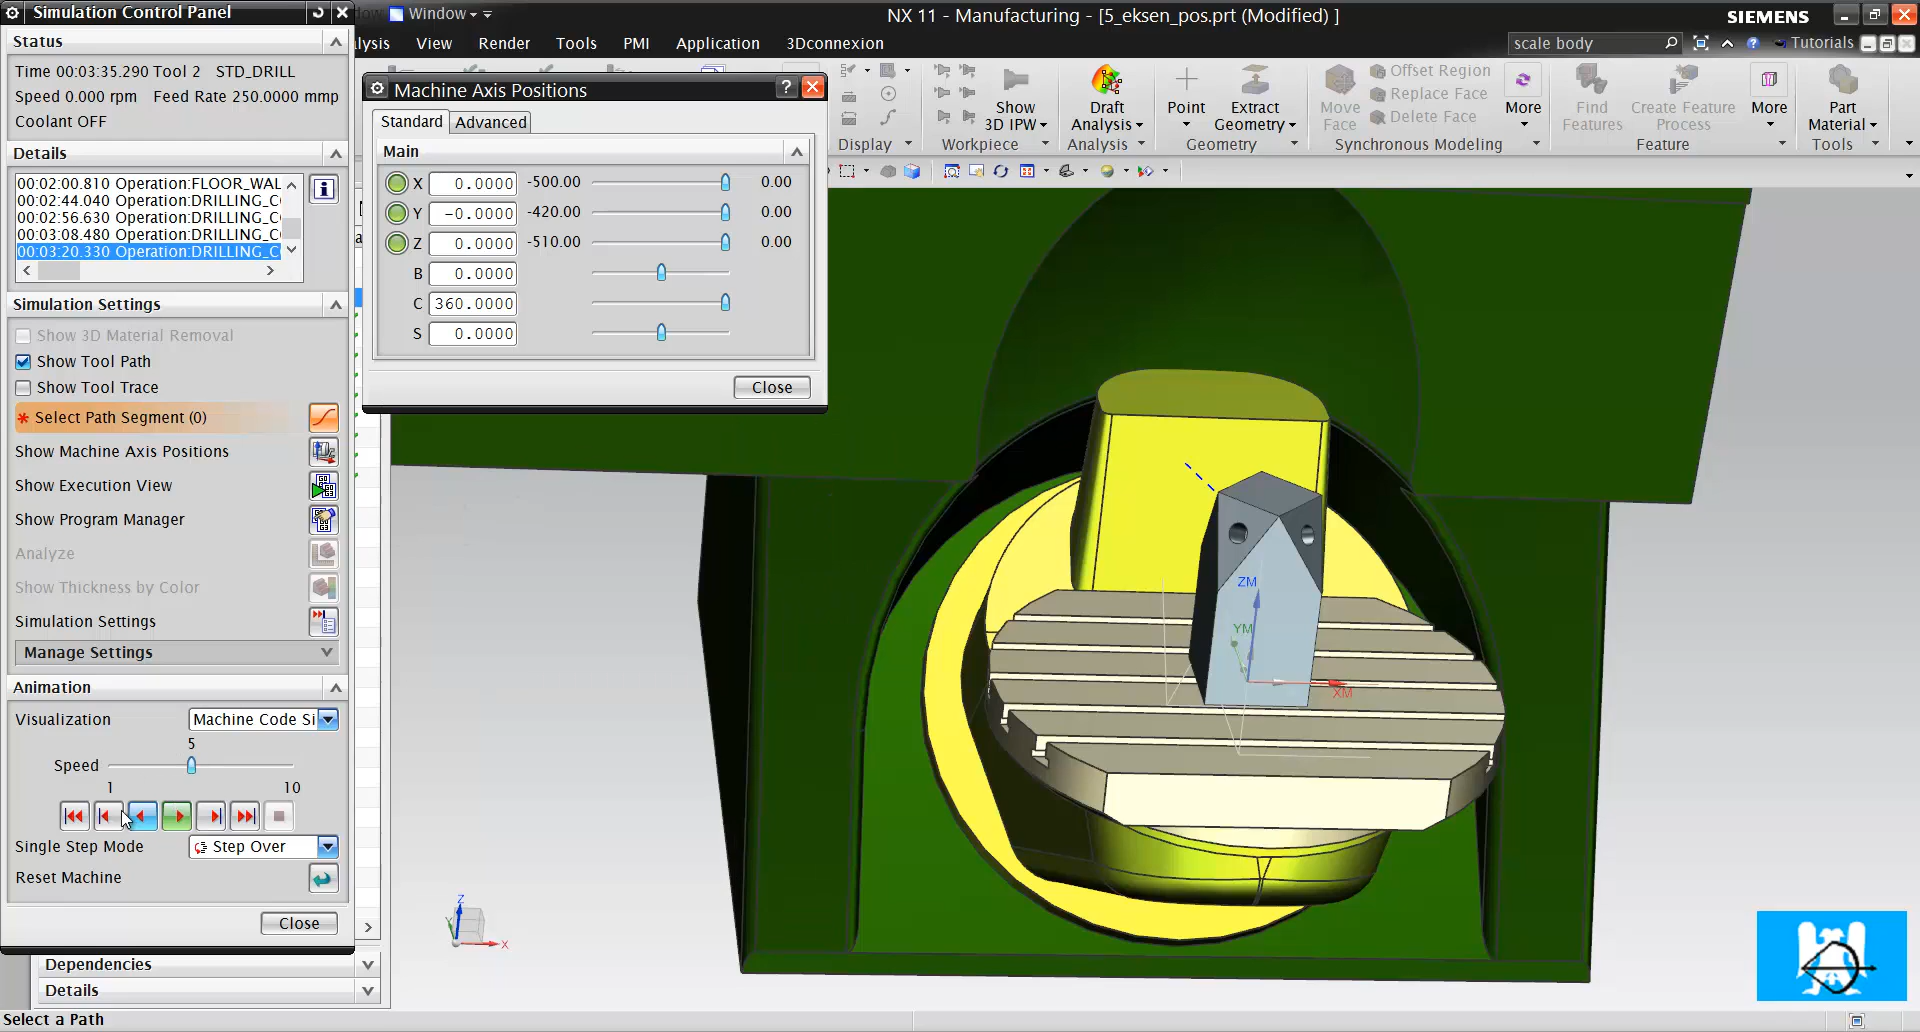 Simulation Control Panel
Window
NX 11 - Manufacturing - [5_eksen_pos.prt (Modified) ]
SIEMENS
Status
alysis View Render Tools PMI Application 3Dconnexion
scale body
Tutorials
Time 00:03:35.290 Tool 2 STD_DRILL
Speed 0.000 rpm Feed Rate 250.0000 mmp
Coolant OFF
Machine Axis Positions
Standard
Advanced
Main
X 0.0000 -500.00 0.00
Y -0.0000 -420.00 0.00
Z 0.0000 -510.00 0.00
B 0.0000
C 360.0000
S 0.0000
Close
Show
3D IPW
Draft
Analysis
Point
Extract
Geometry
Move
Face
Offset Region
Replace Face
Delete Face
More
Find
Features
Create Feature
Process
More
Part
Material
Display Workpiece Analysis Geometry Synchronous Modeling Feature Tools
Details
00:02:00.810 Operation:FLOOR_WAL
00:02:44.040 Operation:DRILLING_C
00:02:56.630 Operation:DRILLING_C
00:03:08.480 Operation:DRILLING_C
00:03:20.330 Operation:DRILLING_C
Simulation Settings
Show 3D Material Removal
Show Tool Path
Show Tool Trace
* Select Path Segment (0)
Show Machine Axis Positions
Show Execution View
Show Program Manager
Analyze
Show Thickness by Color
Simulation Settings
Manage Settings
Animation
Visualization Machine Code Si
5
Speed
1 10
Single Step Mode Step Over
Reset Machine
Close
Dependencies
Details
Select a Path
ZM
YM
XM
Z
Y
X